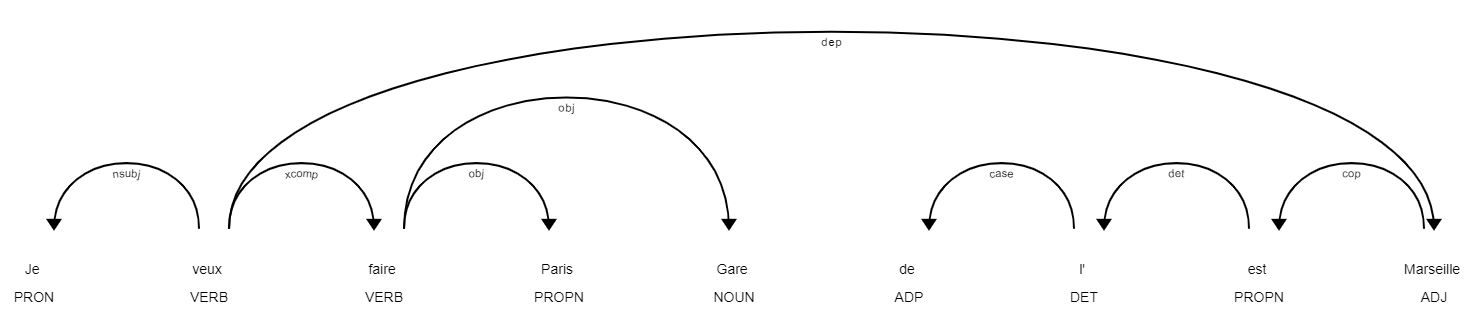 dep
obj
nsubj xcomp obj case det cop
Je veux faire Paris Gare de l' est Marseille
PRON VERB VERB PROPN NOUN ADP DET PROPN ADJ